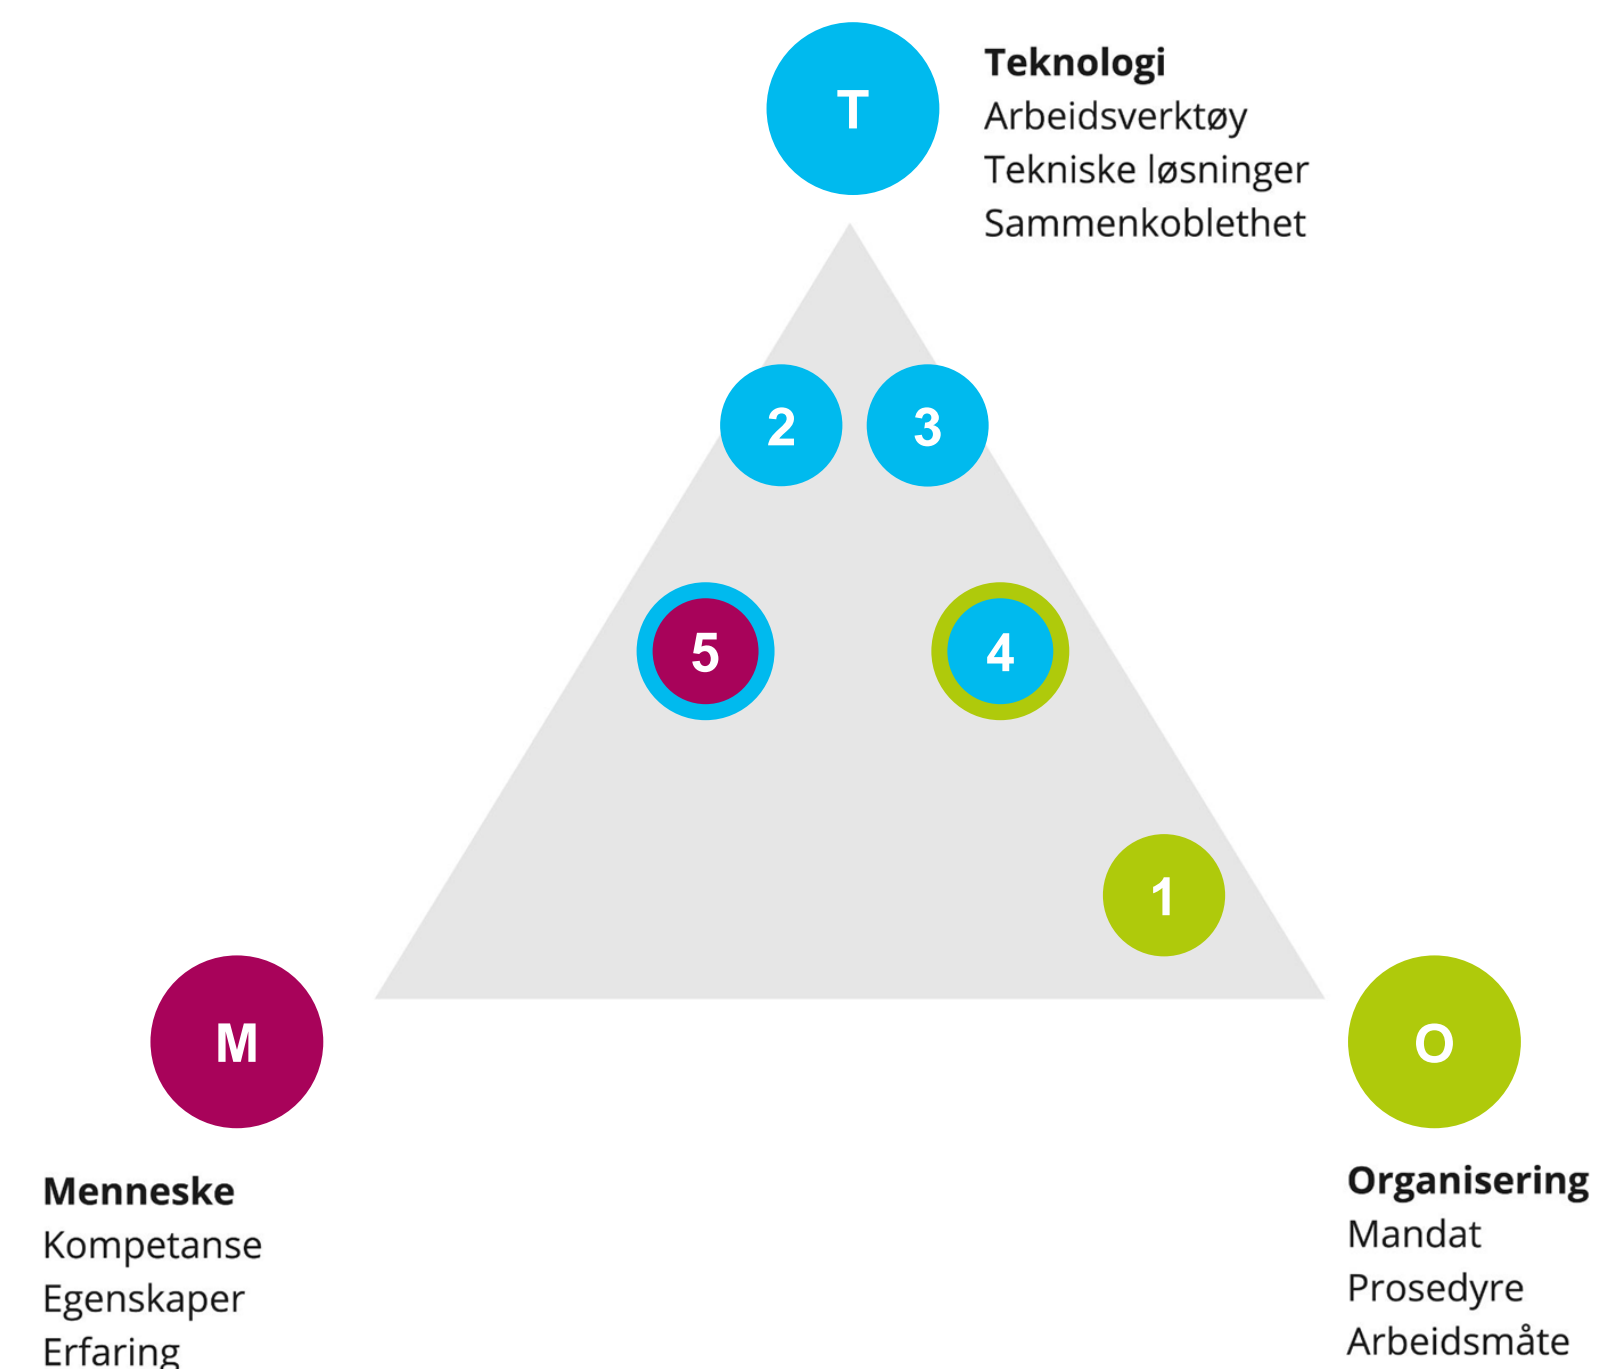 T
Teknologi
Arbeidsverktøy
Tekniske løsninger
Sammenkoblethet
2
3
5
4
1
M
O
Menneske
Kompetanse
Egenskaper
Erfaring
Organisering
Mandat
Prosedyre
Arbeidsmåte